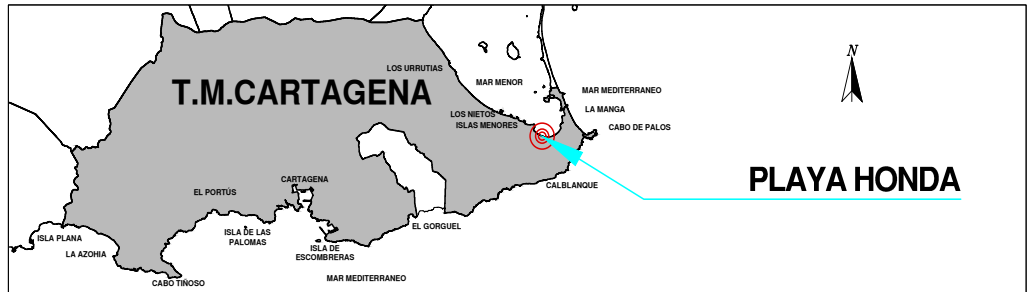 N
LOS URRUTIAS
MAR MENOR
T.M.CARTAGENA
MAR MEDITERRANEO
LA MANGA
LOS NIETOS
ISLAS MENORES
CABO DE PALOS
PLAYA HONDA
CARTAGENA
CALBLANQUE
EL PORTÚS
EL GORGUEL
ISLA DE LAS
PALOMAS
ISLA PLANA
LA AZOHIA
ISLA DE
ESCOMBRERAS
MAR MEDITERRANEO
CABO TIÑOSO